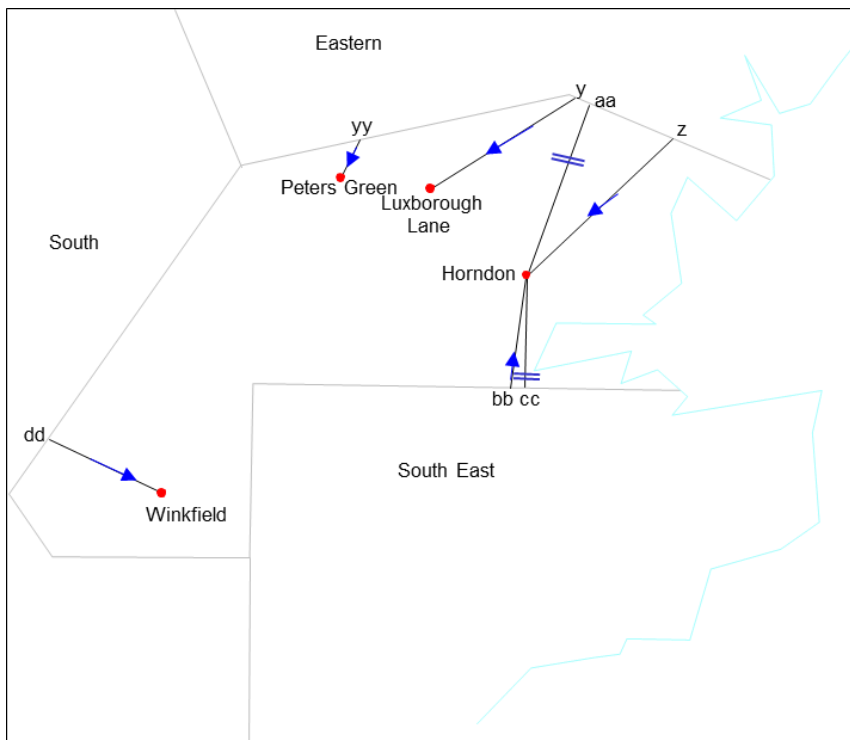 Eastern
y
aa
yy
z
Peters Green
Luxborough
Lane
South
Horndon
bb cc
dd
South East
Winkfield